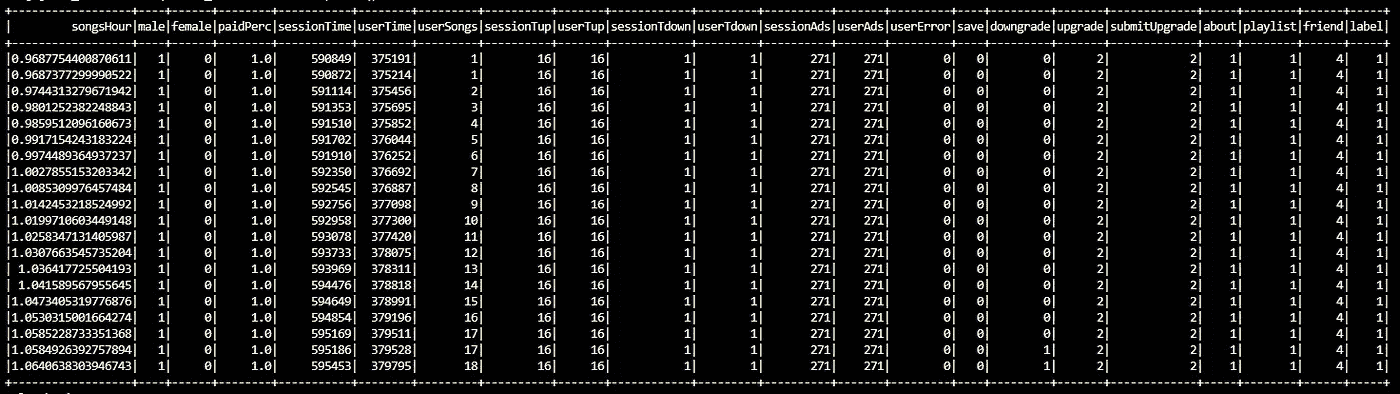 +------------------+----+------+--------+-----------+--------+---------+----------+-------+------------+---------+----------+-------+---------+----+---------+-------+-------------+-----+--------+------+-----+
|         songsHour|male|female|paidPerc|sessionTime|userTime|userSongs|sessionTup|userTup|sessionTdown|userTdown|sessionAds|userAds|userError|save|downgrade|upgrade|submitUpgrade|about|playlist|friend|label|
+------------------+----+------+--------+-----------+--------+---------+----------+-------+------------+---------+----------+-------+---------+----+---------+-------+-------------+-----+--------+------+-----+
|0.9687754400870611|   1|     0|     1.0|     590849|  375191|        1|        16|     16|           1|        1|       271|    271|        0|   0|        0|      2|            2|    1|       1|     4|    1|
|0.9687377299990522|   1|     0|     1.0|     590872|  375214|        1|        16|     16|           1|        1|       271|    271|        0|   0|        0|      2|            2|    1|       1|     4|    1|
|0.9744313279671942|   1|     0|     1.0|     591114|  375456|        2|        16|     16|           1|        1|       271|    271|        0|   0|        0|      2|            2|    1|       1|     4|    1|
|0.9801252382248843|   1|     0|     1.0|     591353|  375695|        3|        16|     16|           1|        1|       271|    271|        0|   0|        0|      2|            2|    1|       1|     4|    1|
|0.9859512096160673|   1|     0|     1.0|     591510|  375852|        4|        16|     16|           1|        1|       271|    271|        0|   0|        0|      2|            2|    1|       1|     4|    1|
|0.9917154243183224|   1|     0|     1.0|     591702|  376044|        5|        16|     16|           1|        1|       271|    271|        0|   0|        0|      2|            2|    1|       1|     4|    1|
|0.9974489364937237|   1|     0|     1.0|     591910|  376252|        6|        16|     16|           1|        1|       271|    271|        0|   0|        0|      2|            2|    1|       1|     4|    1|
|1.0027855153203342|   1|     0|     1.0|     592350|  376692|        7|        16|     16|           1|        1|       271|    271|        0|   0|        0|      2|            2|    1|       1|     4|    1|
|1.0085309976457484|   1|     0|     1.0|     592545|  376887|        8|        16|     16|           1|        1|       271|    271|        0|   0|        0|      2|            2|    1|       1|     4|    1|
|1.0142453218524992|   1|     0|     1.0|     592756|  377098|        9|        16|     16|           1|        1|       271|    271|        0|   0|        0|      2|            2|    1|       1|     4|    1|
|1.0199710603449148|   1|     0|     1.0|     592958|  377300|       10|        16|     16|           1|        1|       271|    271|        0|   0|        0|      2|            2|    1|       1|     4|    1|
|1.0258347131405987|   1|     0|     1.0|     593078|  377420|       11|        16|     16|           1|        1|       271|    271|        0|   0|        0|      2|            2|    1|       1|     4|    1|
|1.0307663545735204|   1|     0|     1.0|     593733|  378075|       12|        16|     16|           1|        1|       271|    271|        0|   0|        0|      2|            2|    1|       1|     4|    1|
| 1.036417725504193|   1|     0|     1.0|     593969|  378311|       13|        16|     16|           1|        1|       271|    271|        0|   0|        0|      2|            2|    1|       1|     4|    1|
| 1.041589567955645|   1|     0|     1.0|     594476|  378818|       14|        16|     16|           1|        1|       271|    271|        0|   0|        0|      2|            2|    1|       1|     4|    1|
|1.0473405319776876|   1|     0|     1.0|     594649|  378991|       15|        16|     16|           1|        1|       271|    271|        0|   0|        0|      2|            2|    1|       1|     4|    1|
|1.0530315001664274|   1|     0|     1.0|     594854|  379196|       16|        16|     16|           1|        1|       271|    271|        0|   0|        0|      2|            2|    1|       1|     4|    1|
|1.0585228733351368|   1|     0|     1.0|     595169|  379511|       17|        16|     16|           1|        1|       271|    271|        0|   0|        0|      2|            2|    1|       1|     4|    1|
|1.0584926392757894|   1|     0|     1.0|     595186|  379528|       17|        16|     16|           1|        1|       271|    271|        0|   0|        1|      2|            2|    1|       1|     4|    1|
|1.0640638303946743|   1|     0|     1.0|     595453|  379795|       18|        16|     16|           1|        1|       271|    271|        0|   0|        1|      2|            2|    1|       1|     4|    1|
+------------------+----+------+--------+-----------+--------+---------+----------+-------+------------+---------+----------+-------+---------+----+---------+-------+-------------+-----+--------+------+-----+